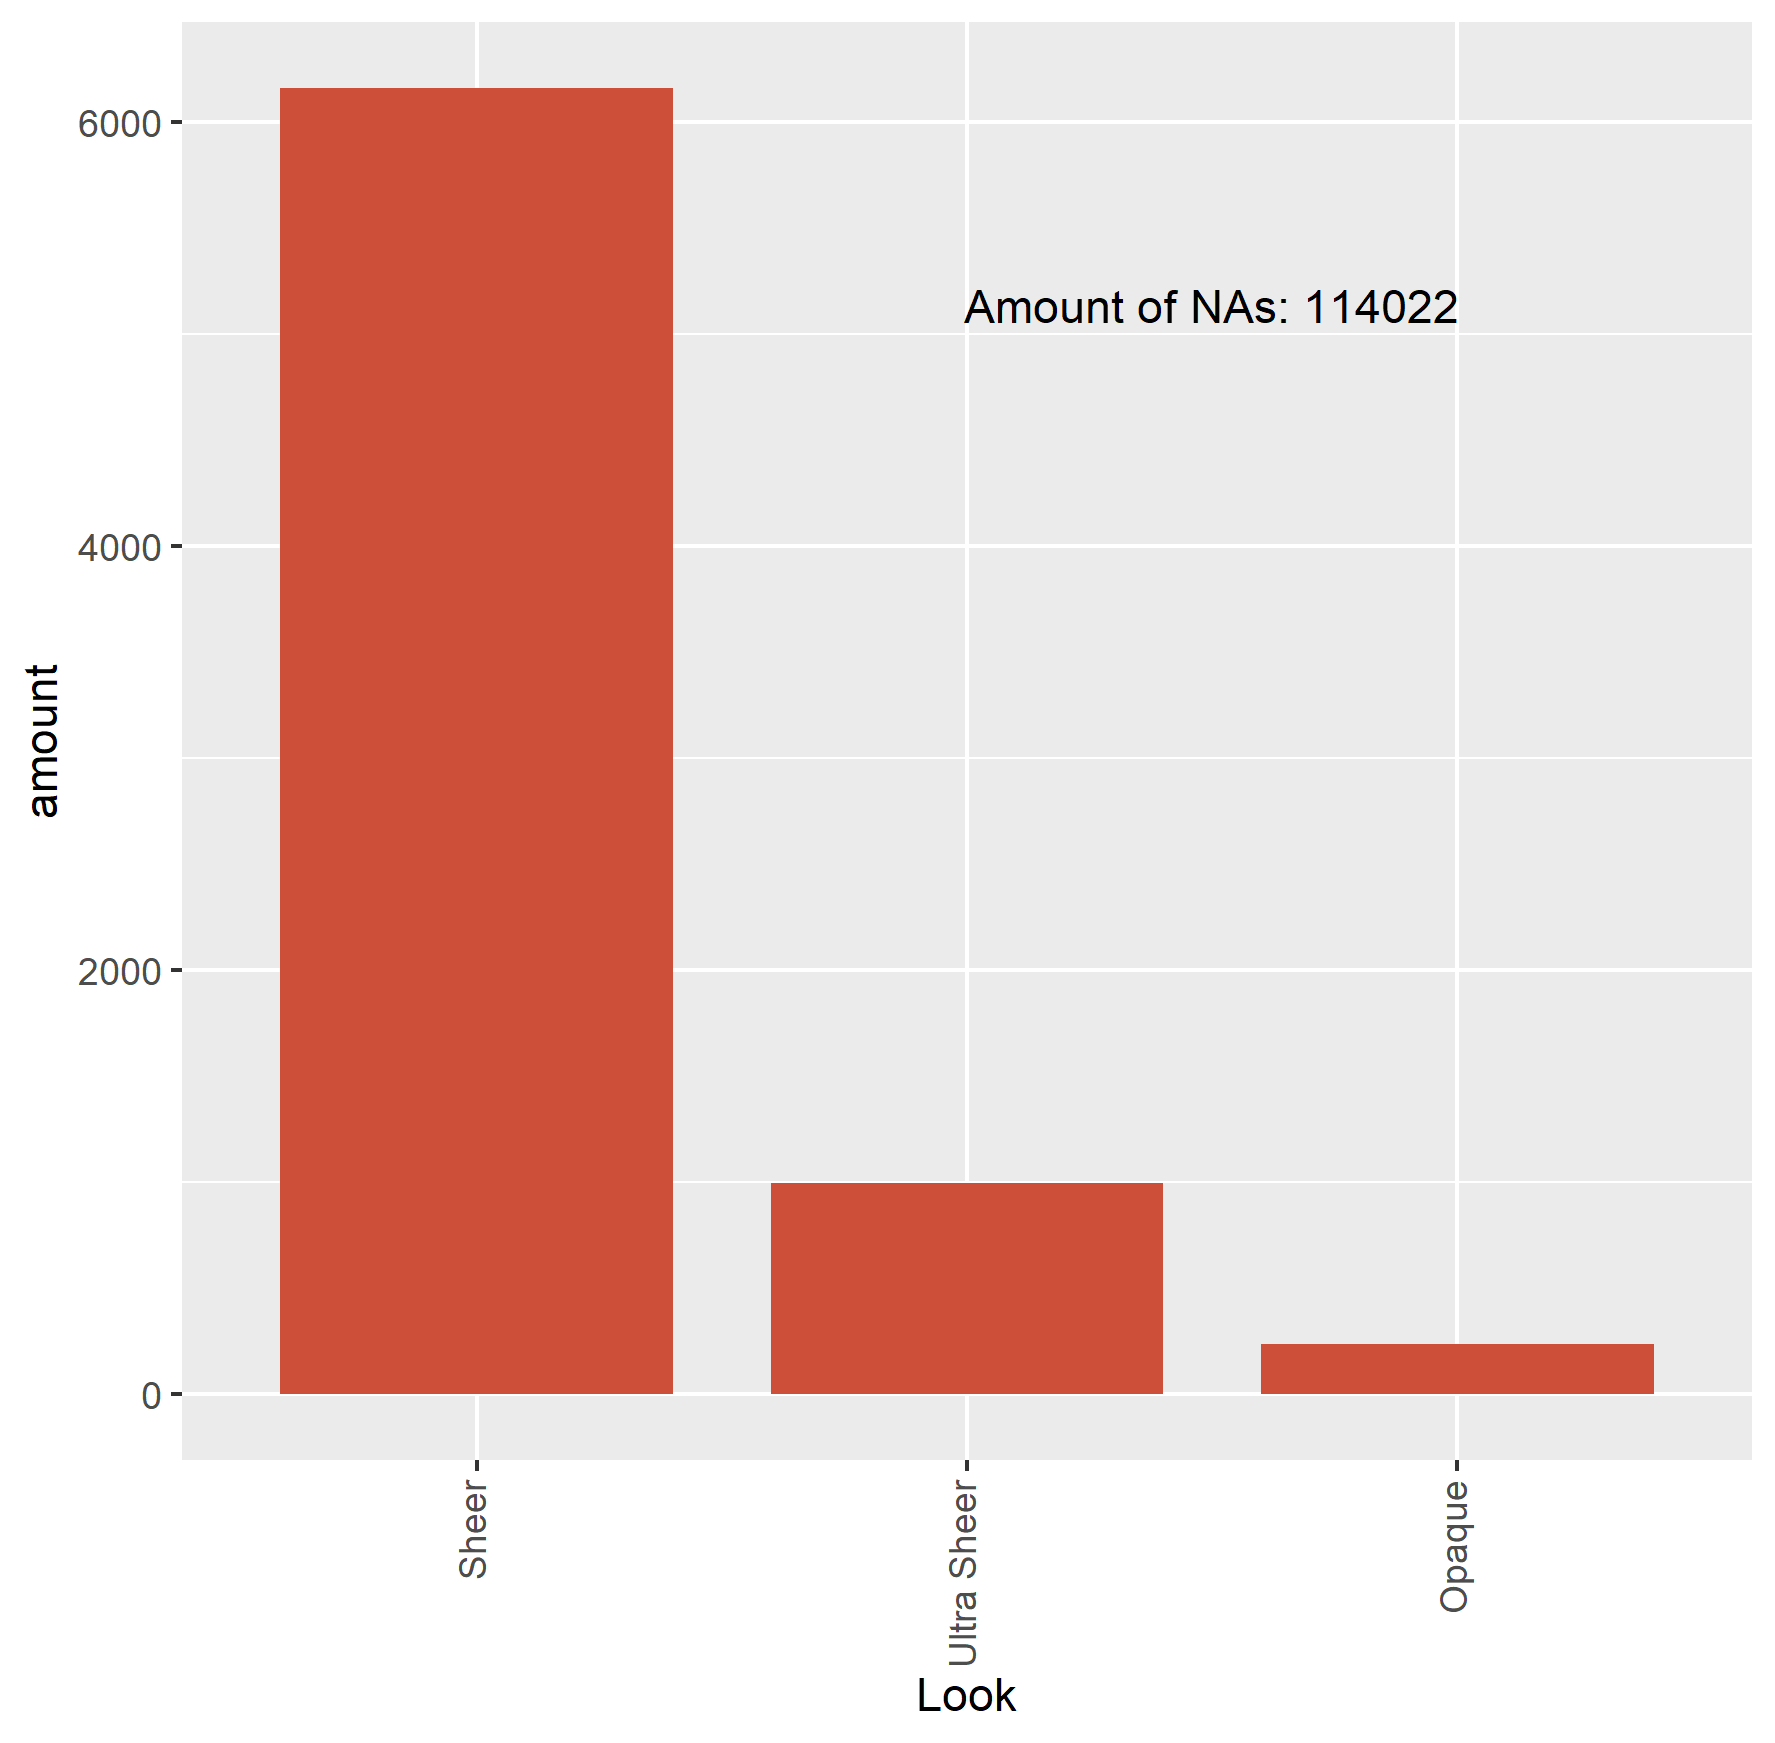 6000
Amount of NAs: 114022
4000
amount
2000
0
Sheer
Ultra Sheer
Opaque
Look